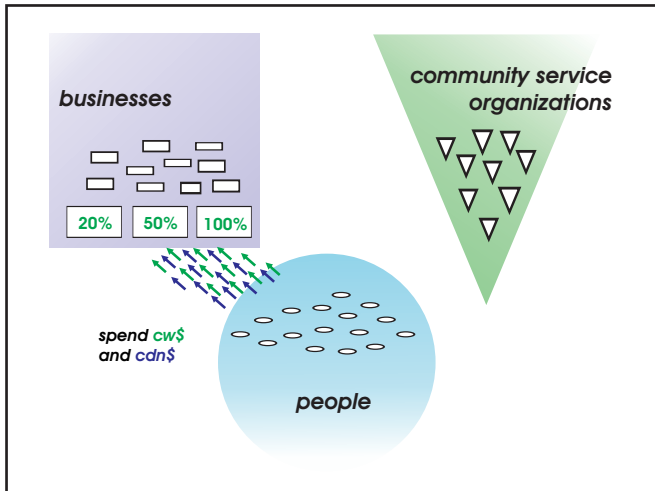 businesses
community service
organizations
20% 50% 100%
spend cw$
and cdn$
people